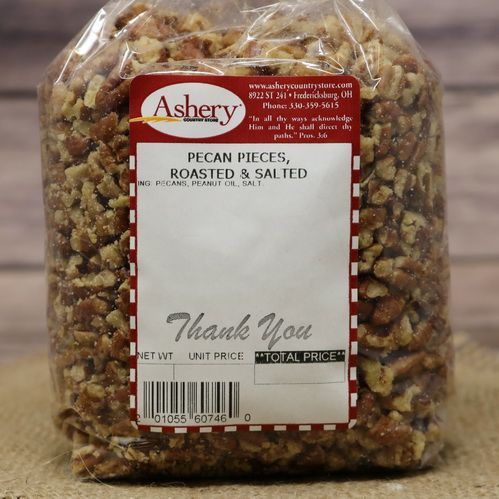 Ashery
COUNTRY STORE
www.asherycountrystore.com
8922 ST 241 • Fredericksburg, OH
Phone: 330-359-5615
"In all thy ways acknowledge
Him and He shall direct thy
paths." Prov. 3:6
PECAN PIECES,
ROASTED & SALTED
ING: PECANS, PEANUT OIL, SALT.
Thank You
NET WT UNIT PRICE **TOTAL PRICE**
01055 60746 0